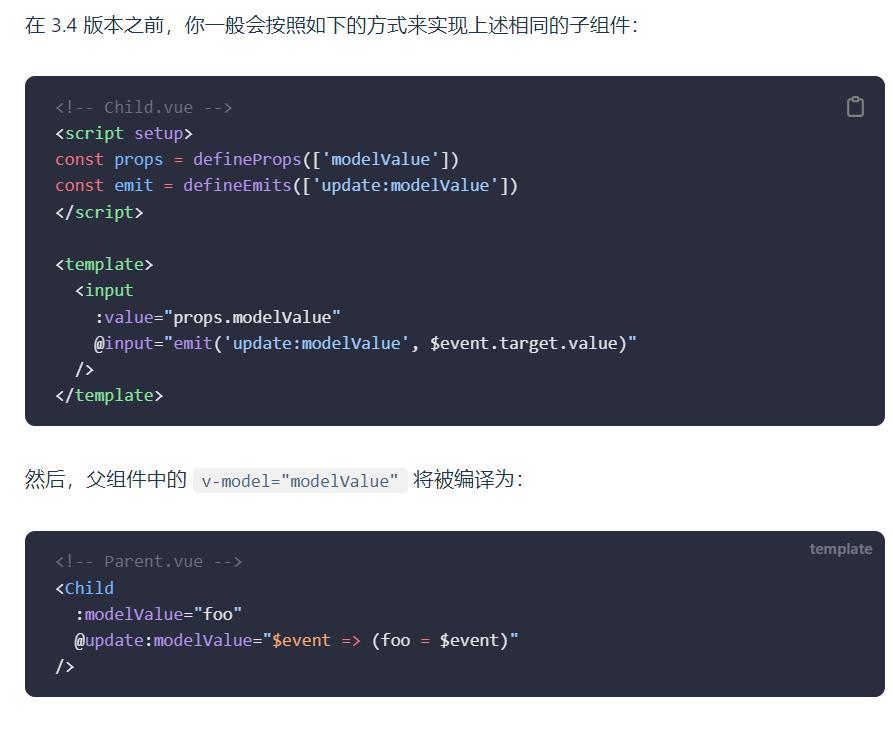 在 3.4 版本之前，你一般会按照如下的方式来实现上述相同的子组件：
<!-- Child.vue -->
<script setup>
const props = defineProps(['modelValue'])
const emit = defineEmits(['update:modelValue'])
</script>
<template>
  <input
    :value="props.modelValue"
    @input="emit('update:modelValue', $event.target.value)"
  />
</template>
然后，父组件中的 v-model="modelValue" 将被编译为：
template
<!-- Parent.vue -->
<Child
  :modelValue="foo"
  @update:modelValue="$event => (foo = $event)"
/>